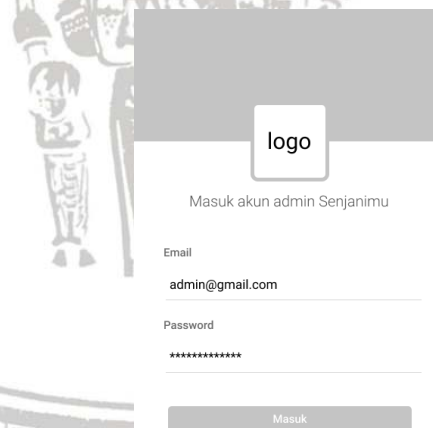 logo
Masuk akun admin Senjanimu
Email
admin@gmail.com
Password
*************
Masuk